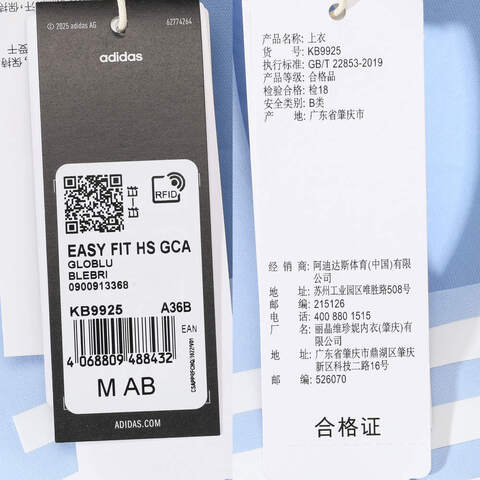 © 2025 adidas AG
62774264
adidas
RFID
EASY FIT HS GCA
GLOBLU
BLEBRI
0900913368
KB9925
A36B
EAN
4 068809 488432
M AB
ADIDAS.COM
产品名称: 上衣
货 号: KB9925
执行标准: GB/T 22853-2019
产品等级: 合格品
检验合格: 检18
安全类别: B类
产 地: 广东省肇庆市
经 销 商: 阿迪达斯体育(中国)有限
公司
地 址: 苏州工业园区唯胜路508号
邮 编: 215126
电 话: 400 880 1515
厂 名: 丽晶维珍妮内衣(肇庆)有
限公司
地 址: 广东省肇庆市鼎湖区肇庆
新区科技二路16号
邮 编: 526070
合格证